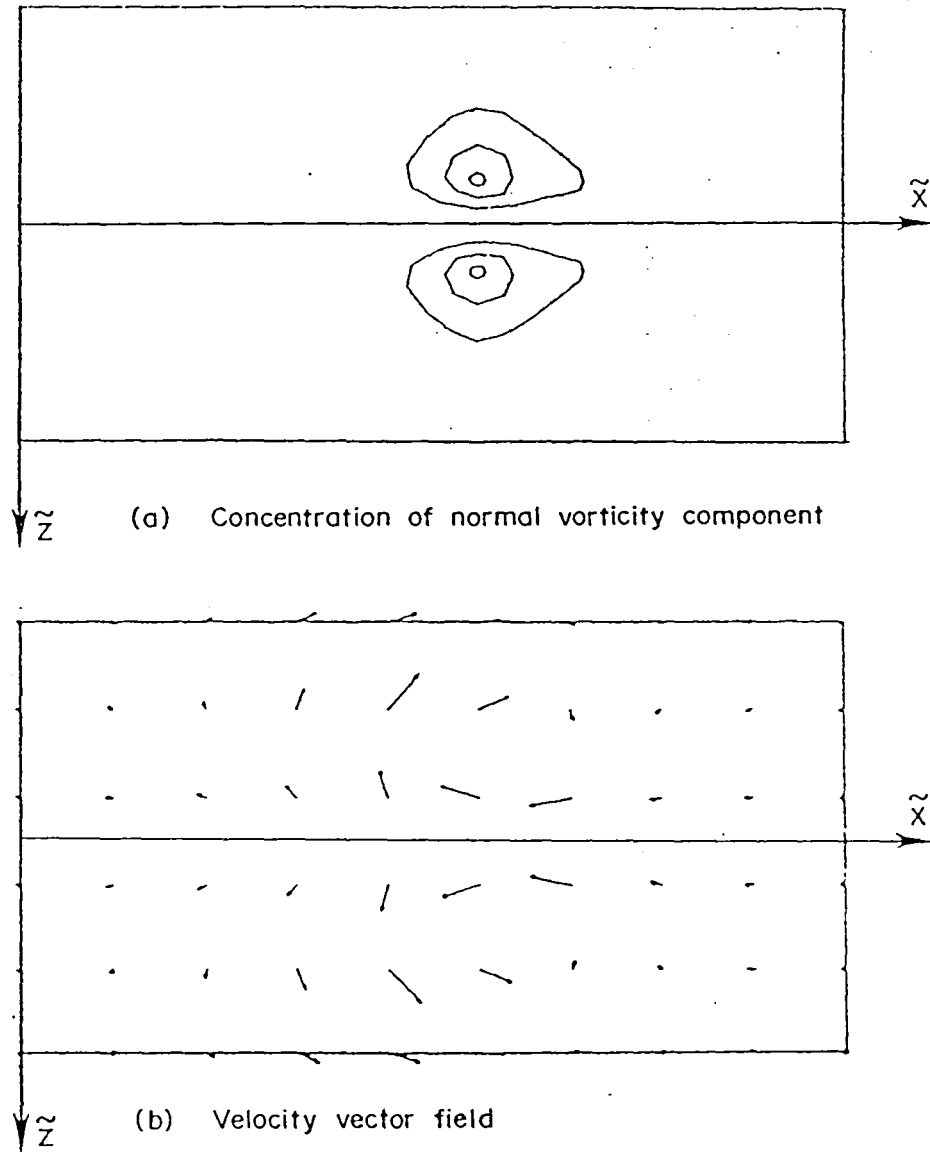 x̃
z̃
(a) Concentration of normal vorticity component
x̃
z̃
(b) Velocity vector field